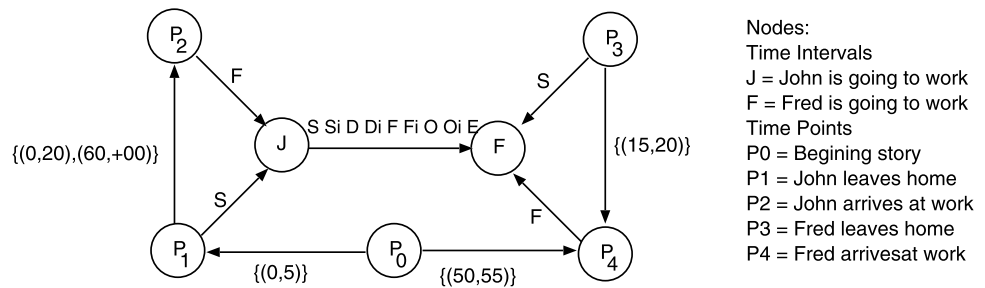 P2
P3
F
S
Nodes:
Time Intervals
J = John is going to work
F = Fred is going to work
Time Points
P0 = Begining story
P1 = John leaves home
P2 = John arrives at work
P3 = Fred leaves home
P4 = Fred arrivesat work
{(0,20),(60,+00)}
J
S Si D Di F Fi O Oi E
F
{(15,20)}
S
F
P1
P0
P4
{(0,5)}
{(50,55)}